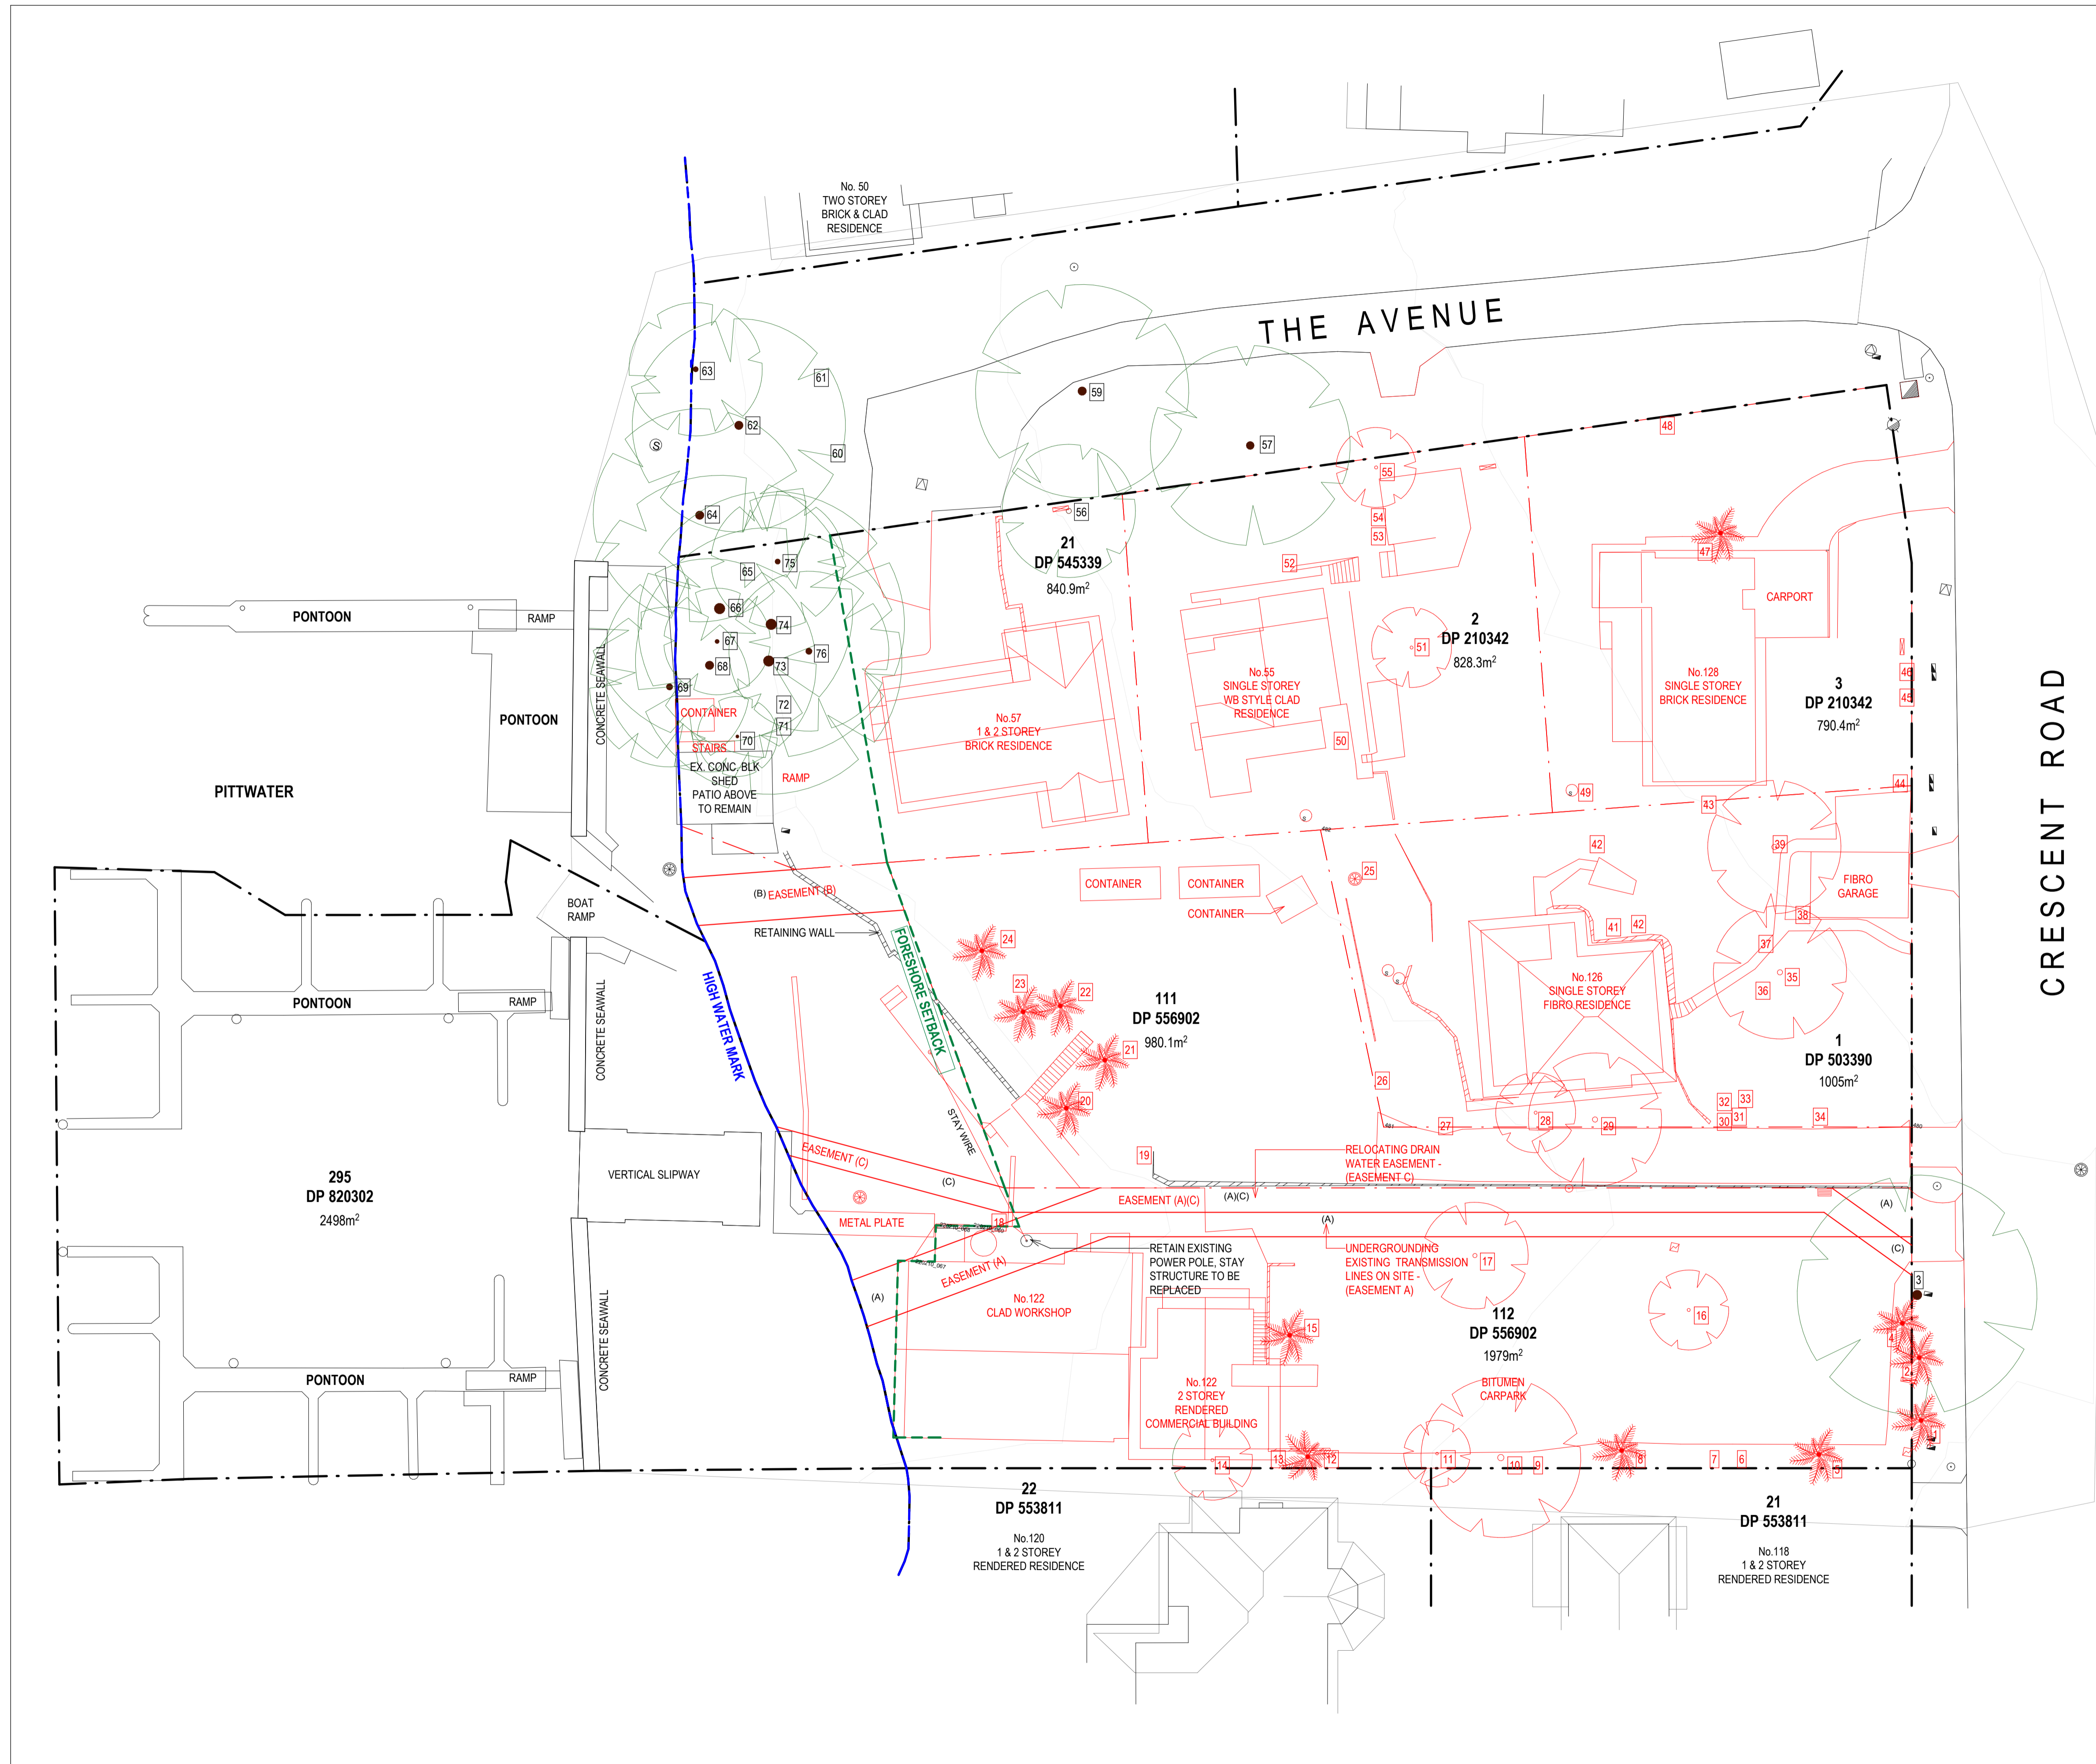 No. 50
TWO STOREY
BRICK & CLAD
RESIDENCE
THE AVENUE
CRESCENT ROAD
63
61
62
60
59
57
S
64
75
65
66
74
67
76
68
73
69
72
71
70
56
55
54
53
52
48
47
51
50
49
46
45
44
43
21
DP 545339
840.9m²
2
DP 210342
828.3m²
3
DP 210342
790.4m²
No.57
1 & 2 STOREY
BRICK RESIDENCE
No.55
SINGLE STOREY
WB STYLE CLAD
RESIDENCE
No.128
SINGLE STOREY
BRICK RESIDENCE
CARPORT
PONTOON
RAMP
CONCRETE SEAWALL
PONTOON
PITTWATER
CONTAINER
STAIRS
EX. CONC. BLK
SHED
PATIO ABOVE
TO REMAIN
RAMP
BOAT
RAMP
(B) EASEMENT (B)
RETAINING WALL
FORESHORE SETBACK
HIGH WATER MARK
CONTAINER
CONTAINER
CONTAINER
S
482
S
25
42
39
38
FIBRO
GARAGE
41
42
37
35
36
No.126
SINGLE STOREY
FIBRO RESIDENCE
S
S
24
23
22
21
20
111
DP 556902
980.1m²
1
DP 503390
1005m²
26
27
28
29
32
33
30
31
34
481
480
PONTOON
RAMP
CONCRETE SEAWALL
295
DP 820302
2498m²
VERTICAL SLIPWAY
STAY WIRE
19
EASEMENT (C)
(C)
RELOCATING DRAIN
WATER EASEMENT -
(EASEMENT C)
EASEMENT (A)(C)
(A)(C)
(A)
(A)
(C)
METAL PLATE
18
EASEMENT (A)
(A)
RETAIN EXISTING
POWER POLE, STAY
STRUCTURE TO BE
REPLACED
UNDERGROUNDING
EXISTING TRANSMISSION
LINES ON SITE -
(EASEMENT A)
17
No.122
CLAD WORKSHOP
112
DP 556902
1979m²
16
15
3
4
2
1
BITUMEN
CARPARK
No.122
2 STOREY
RENDERED
COMMERCIAL BUILDING
PONTOON
RAMP
CONCRETE SEAWALL
14
13
12
11
10
9
8
7
6
5
22
DP 553811
No.120
1 & 2 STOREY
RENDERED RESIDENCE
21
DP 553811
No.118
1 & 2 STOREY
RENDERED RESIDENCE